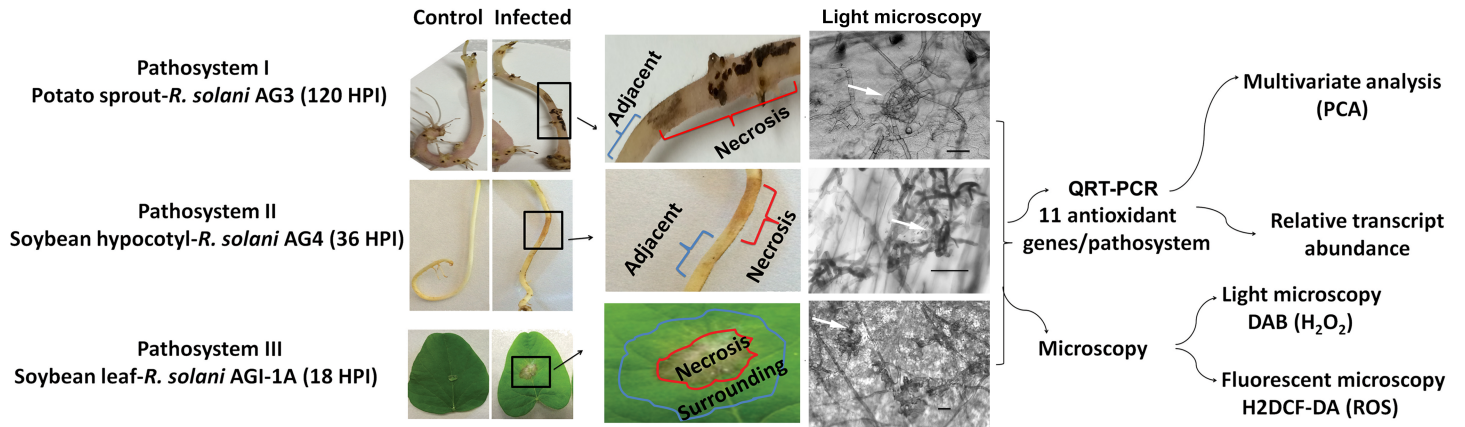 Control Infected Light microscopy
Pathosystem I
Potato sprout-R. solani AG3 (120 HPI)
Adjacent
Necrosis
Pathosystem II
Soybean hypocotyl-R. solani AG4 (36 HPI)
Adjacent
Necrosis
Pathosystem III
Soybean leaf-R. solani AGI-1A (18 HPI)
Necrosis
Surrounding
QRT-PCR
11 antioxidant
genes/pathosystem
Microscopy
Multivariate analysis
(PCA)
Relative transcript
abundance
Light microscopy
DAB (H₂O₂)
Fluorescent microscopy
H2DCF-DA (ROS)